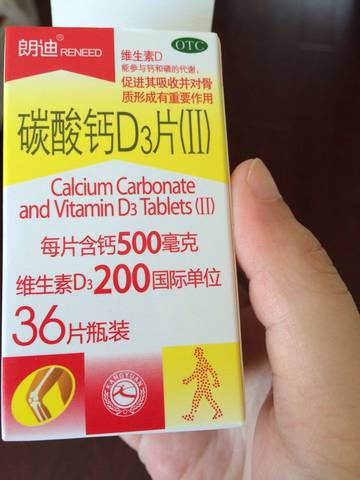 朗迪® RENEED
OTC
维生素D
能参与钙和磷的代谢,
促进其吸收并对骨
质形成有重要作用
碳酸钙D3片(II)
Calcium Carbonate
and Vitamin D3 Tablets (II)
每片含钙500毫克
维生素D3200国际单位
36片瓶装
KANGYUAN